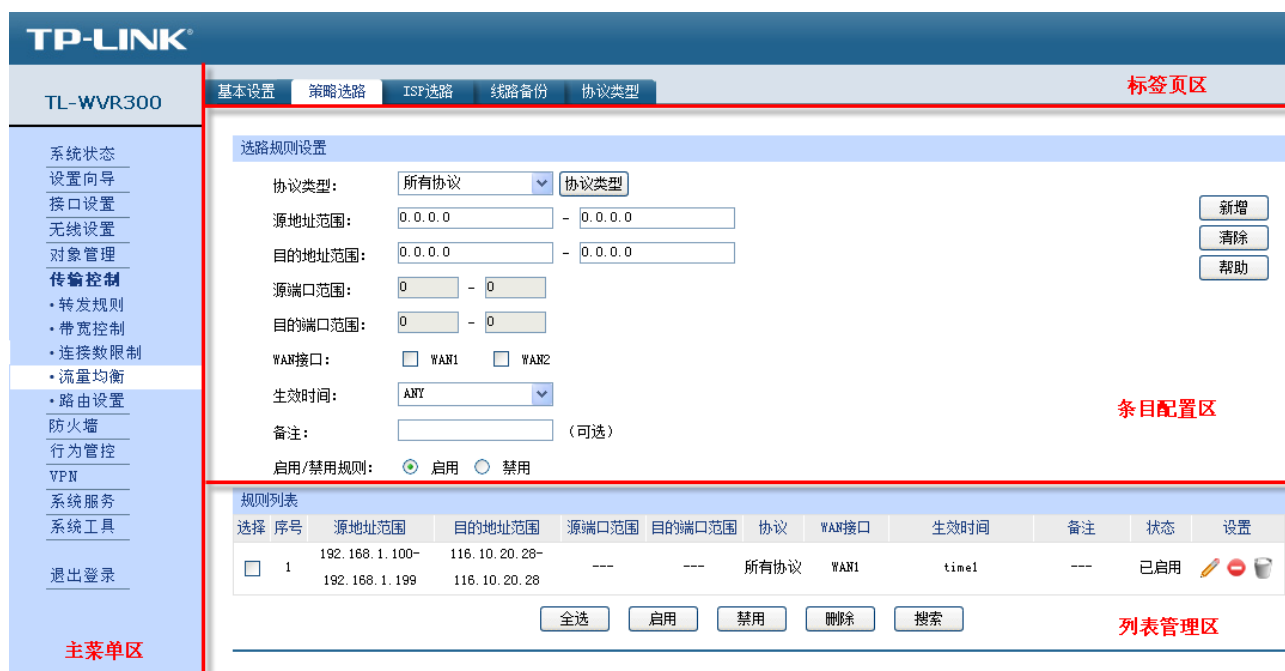 TP-LINK®
TL-WVR300
系统状态
设置向导
接口设置
无线设置
对象管理
传输控制
·转发规则
·带宽控制
·连接数限制
·流量均衡
·路由设置
防火墙
行为管控
VPN
系统服务
系统工具
退出登录
主菜单区
基本设置 策略选路 ISP选路 线路备份 协议类型 标签页区
选路规则设置
协议类型: 所有协议 协议类型
源地址范围: 0.0.0.0 - 0.0.0.0
目的地址范围: 0.0.0.0 - 0.0.0.0
源端口范围: 0 - 0
目的端口范围: 0 - 0
WAN接口: WAN1 WAN2
生效时间: ANY
备注: (可选)
启用/禁用规则: 启用 禁用
新增
清除
帮助
条目配置区
规则列表
选择 序号 源地址范围 目的地址范围 源端口范围 目的端口范围 协议 WAN接口 生效时间 备注 状态 设置
192.168.1.100- 116.10.20.28-
1 --- --- 所有协议 WAN1 time1 --- 已启用
192.168.1.199 116.10.20.28
全选 启用 禁用 删除 搜索
列表管理区